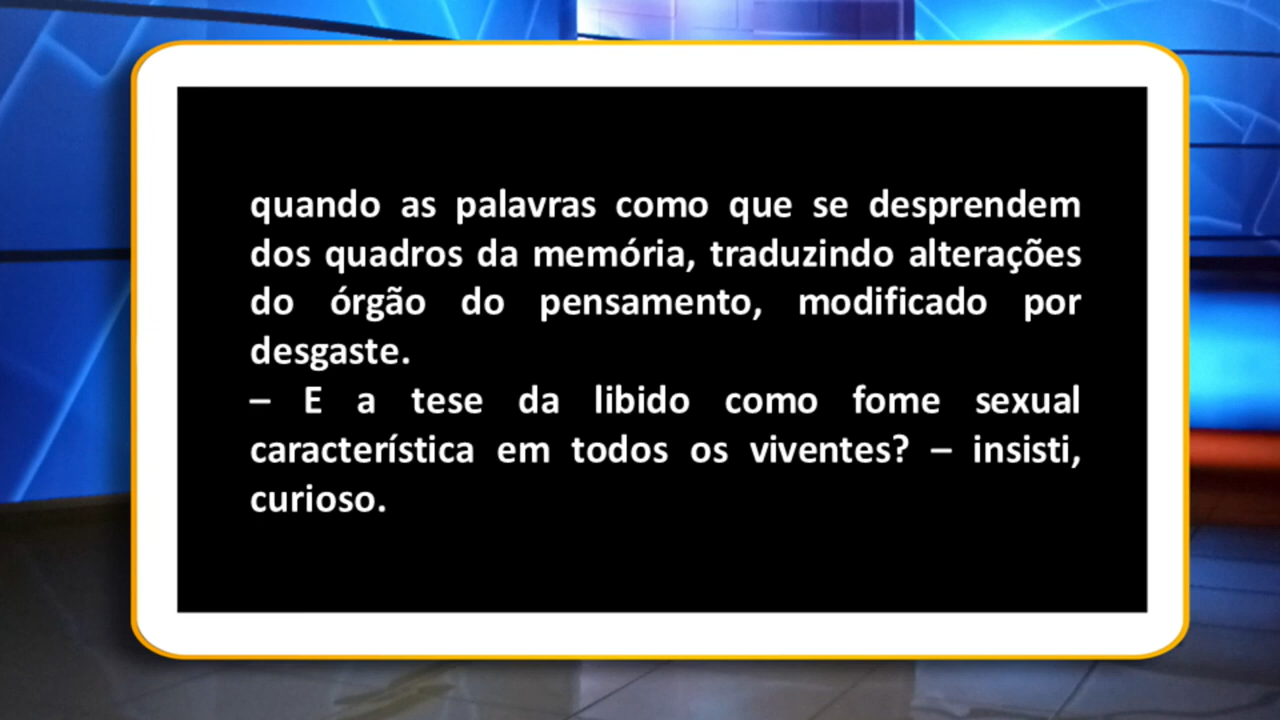 quando as palavras como que se desprendem
dos quadros da memória, traduzindo alterações
do órgão do pensamento, modificado por
desgaste.
– E a tese da libido como fome sexual
característica em todos os viventes? – insisti,
curioso.